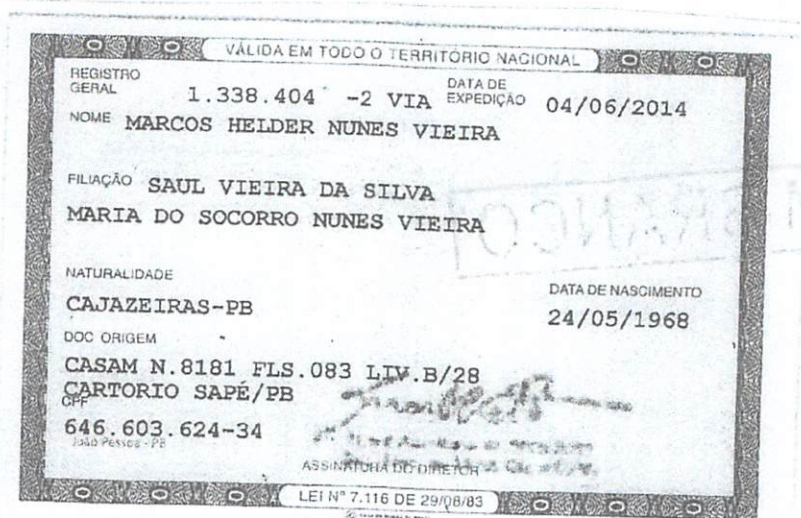 VÁLIDA EM TODO O TERRITÓRIO NACIONAL
REGISTRO GERAL 1.338.404 -2 VIA DATA DE EXPEDIÇÃO 04/06/2014
NOME MARCOS HELDER NUNES VIEIRA
FILIAÇÃO SAUL VIEIRA DA SILVA
MARIA DO SOCORRO NUNES VIEIRA
NATURALIDADE
CAJAZEIRAS-PB
DATA DE NASCIMENTO
24/05/1968
DOC ORIGEM
CASAM N.8181 FLS.083 LIV.B/28
CARTORIO SAPÉ/PB
CPF
646.603.624-34
João Pessoa - PB
ASSINATURA DO DIRETOR
LEI Nº 7.116 DE 29/08/83